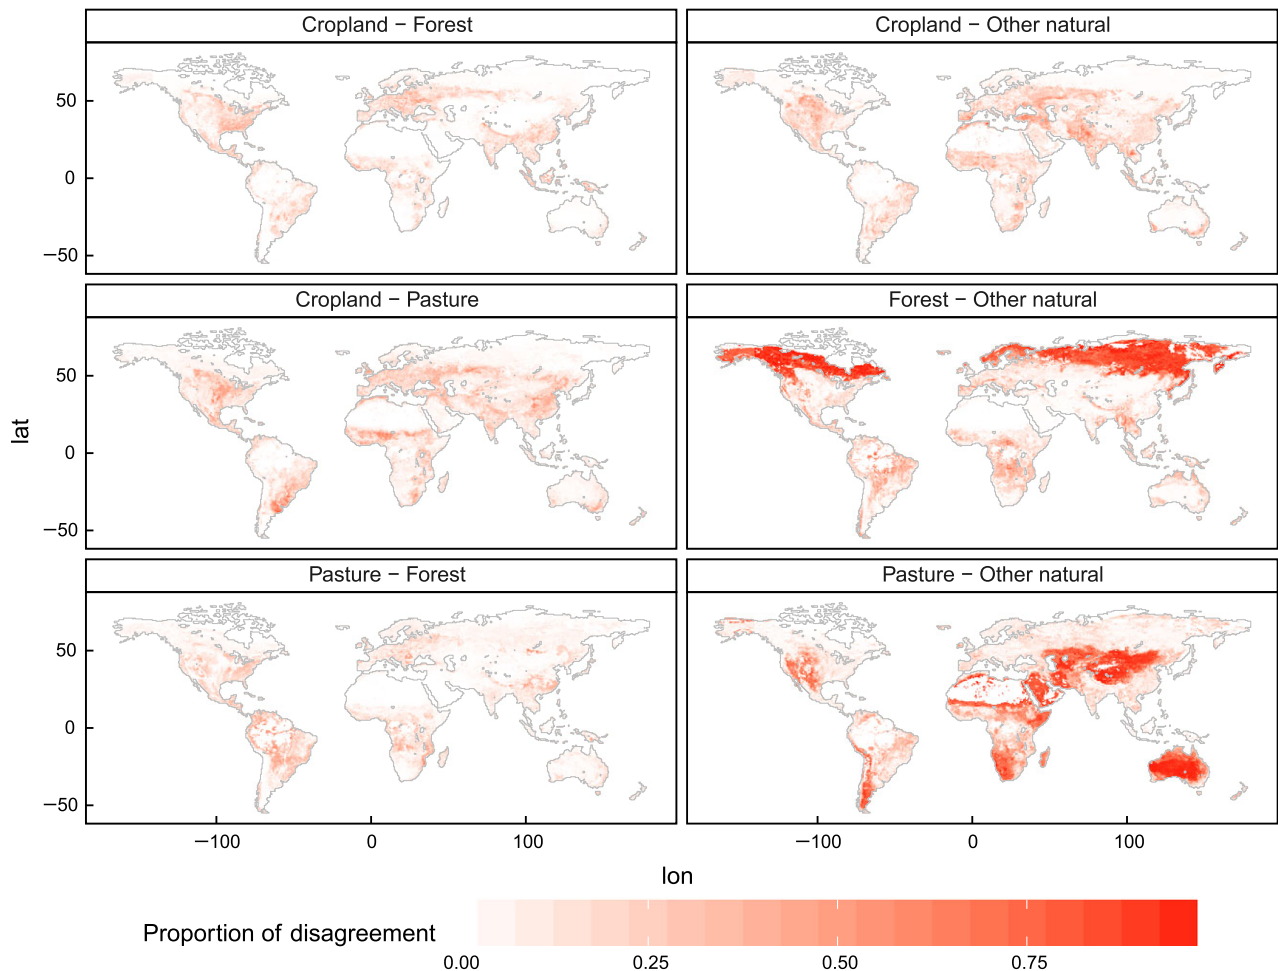 Cropland − Forest
Cropland − Other natural
50
0
−50
Cropland − Pasture
Forest − Other natural
50
0
−50
lat
Pasture − Forest
Pasture − Other natural
50
0
−50
−100 0 100 −100 0 100
lon
Proportion of disagreement
0.00 0.25 0.50 0.75